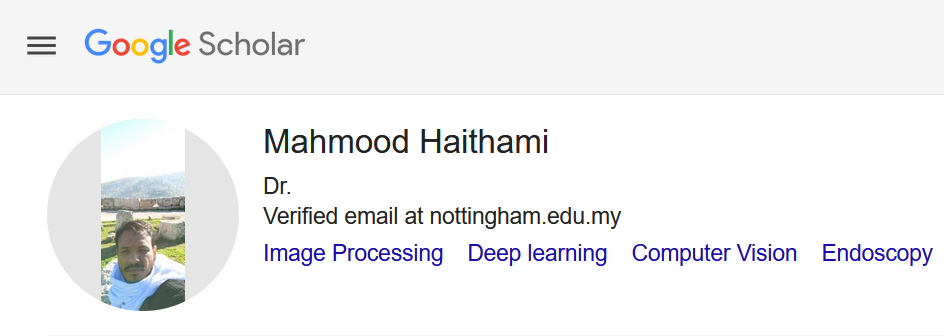 Google Scholar
Mahmood Haithami
Dr.
Verified email at nottingham.edu.my
Image Processing Deep learning Computer Vision Endoscopy